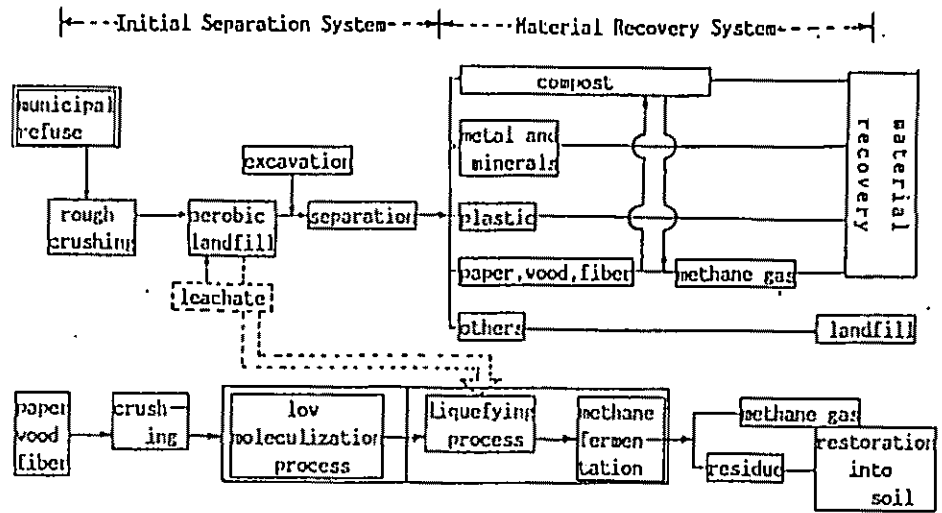 Initial Separation System
Material Recovery System
municipal
refuse
rough
crushing
aerobic
landfill
leachate
excavation
separation
compost
metal and
minerals
plastic
paper,wood,fiber
methane gas
others
landfill
material
recovery
paper
wood
fiber
crush-
ing
low
moleculization
process
liquefying
process
methane
fermen
tation
methane gas
residue
restoration
into
soil